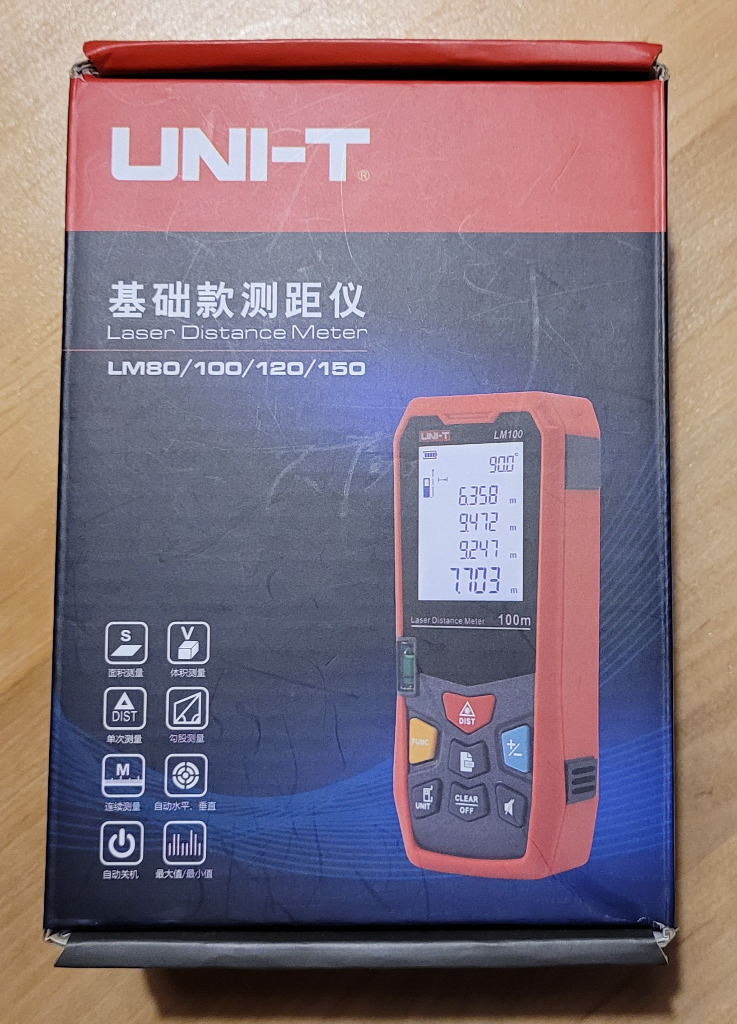 UNI-T®
基础款测距仪
Laser Distance Meter
LM80/100/120/150
UNI-T LM100
90.0°
6.358 m
9.472 m
9.247 m
7.703 m
Laser Distance Meter 100m
S
面积测量
V
体积测量
DIST
单次测量
勾股测量
M
连续测量
自动水平、垂直
自动关机
最大值/最小值
DIST
FUNC
+/-
UNIT
CLEAR
OFF